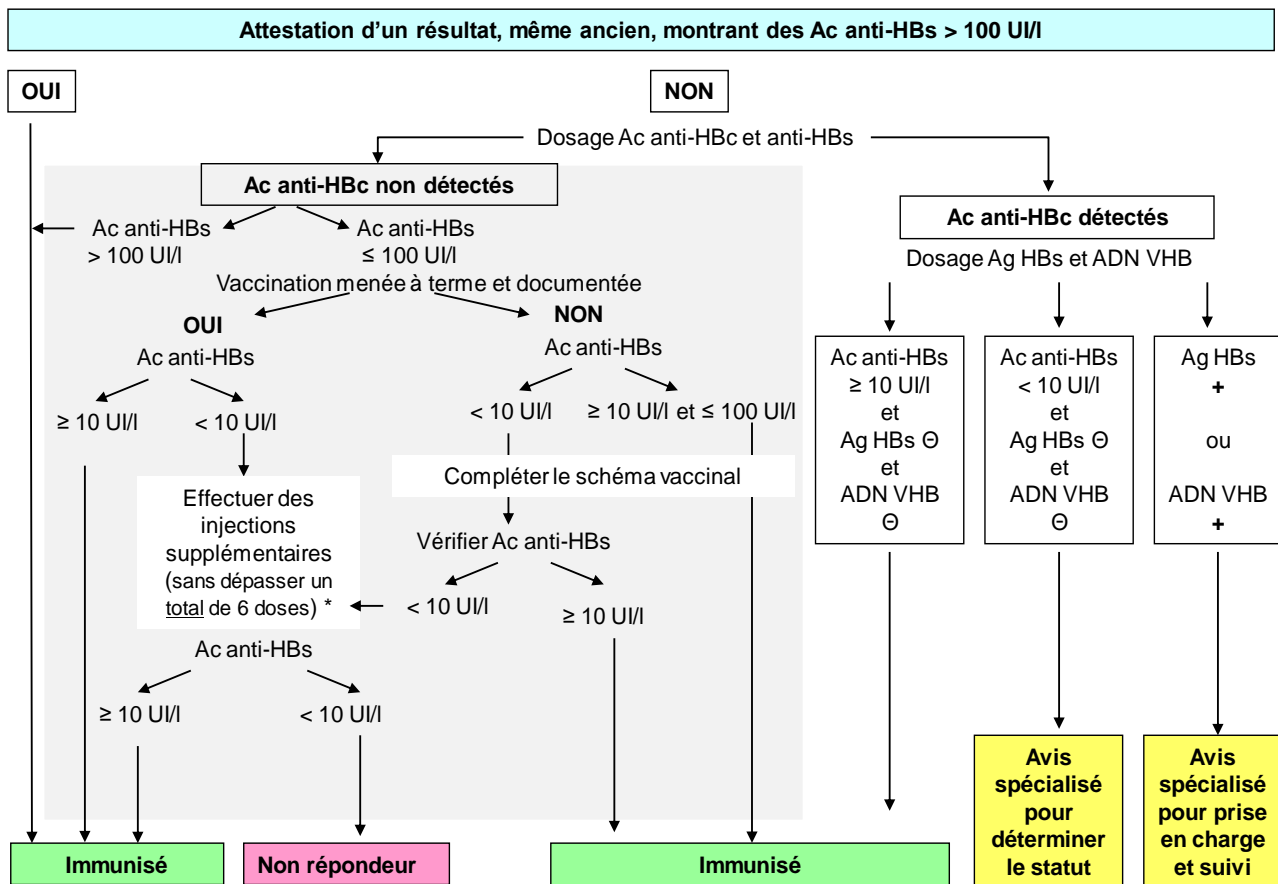 Attestation d'un résultat, même ancien, montrant des Ac anti-HBs > 100 UI/l
OUI
NON
Dosage Ac anti-HBc et anti-HBs
Ac anti-HBc non détectés
Ac anti-HBs
> 100 UI/l
Ac anti-HBs
≤ 100 UI/l
Vaccination menée à terme et documentée
OUI
Ac anti-HBs
≥ 10 UI/l
< 10 UI/l
Effectuer des
injections
supplémentaires
(sans dépasser un
total de 6 doses) *
Ac anti-HBs
≥ 10 UI/l
< 10 UI/l
NON
Ac anti-HBs
< 10 UI/l
≥ 10 UI/l et ≤ 100 UI/l
Compléter le schéma vaccinal
Vérifier Ac anti-HBs
< 10 UI/l
≥ 10 UI/l
Ac anti-HBc détectés
Dosage Ag HBs et ADN VHB
Ac anti-HBs
≥ 10 UI/l
et
Ag HBs Θ
et
ADN VHB
Θ
Ac anti-HBs
< 10 UI/l
et
Ag HBs Θ
et
ADN VHB
Θ
Ag HBs
+
ou
ADN VHB
+
Immunisé
Non répondeur
Immunisé
Avis
spécialisé
pour
déterminer
le statut
Avis
spécialisé
pour prise
en charge
et suivi